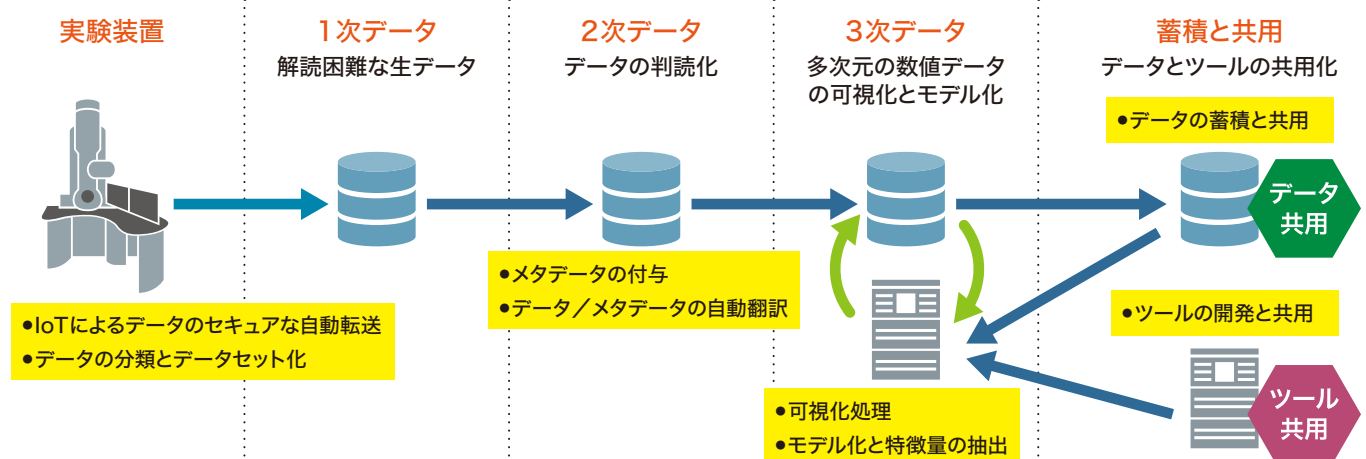 実験装置
1次データ
解読困難な生データ
2次データ
データの判読化
3次データ
多次元の数値データ
の可視化とモデル化
蓄積と共用
データとツールの共用化
●データの蓄積と共用
データ
共用
●IoTによるデータのセキュアな自動転送
●データの分類とデータセット化
●メタデータの付与
●データ／メタデータの自動翻訳
●可視化処理
●モデル化と特徴量の抽出
●ツールの開発と共用
ツール
共用